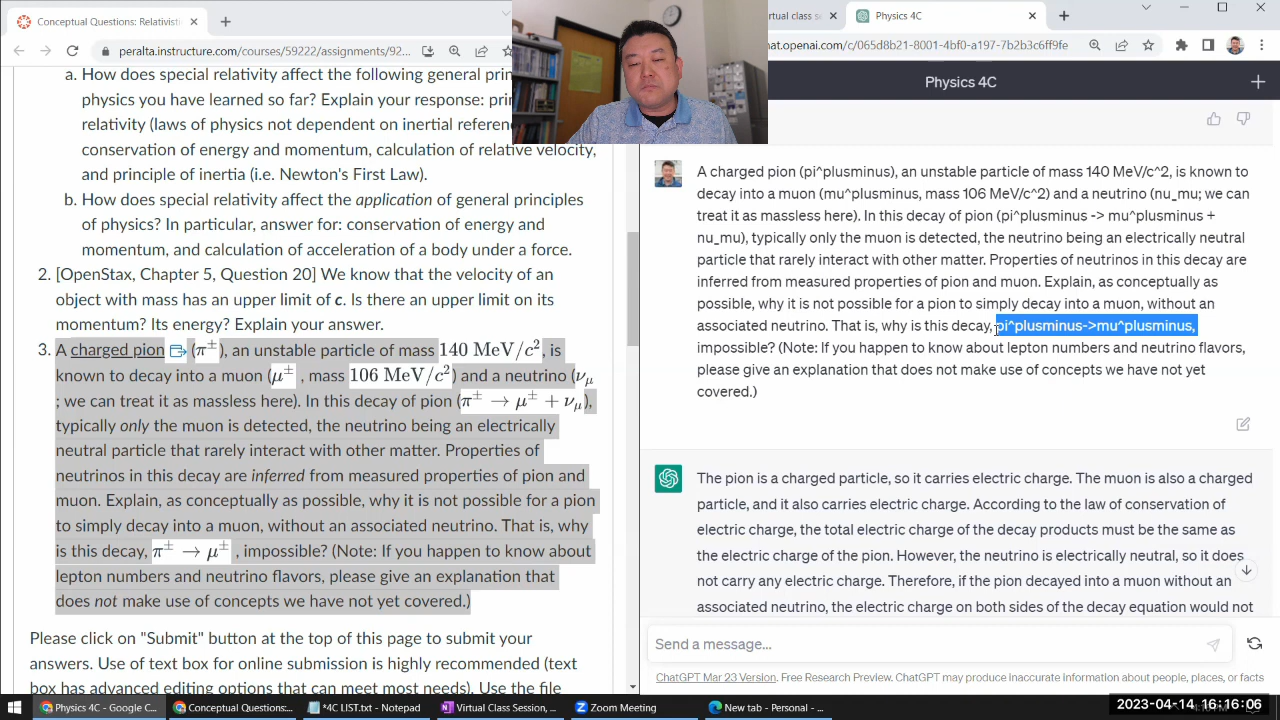 Conceptual Questions: Relativist
peralta.instructure.com/courses/59222/assignments/92...
a. How does special relativity affect the following general prin
physics you have learned so far? Explain your response: prin
relativity (laws of physics not dependent on inertial referenc
conservation of energy and momentum, calculation of relative velocity,
and principle of inertia (i.e. Newton's First Law).
b. How does special relativity affect the application of general principles
of physics? In particular, answer for: conservation of energy and
momentum, and calculation of acceleration of a body under a force.
2. [OpenStax, Chapter 5, Question 20] We know that the velocity of an
object with mass has an upper limit of c. Is there an upper limit on its
momentum? Its energy? Explain your answer.
3. A charged pion (π±), an unstable particle of mass 140 MeV/c², is
known to decay into a muon (μ± , mass 106 MeV/c²) and a neutrino (νμ
; we can treat it as massless here). In this decay of pion (π± → μ± + νμ),
typically only the muon is detected, the neutrino being an electrically
neutral particle that rarely interact with other matter. Properties of
neutrinos in this decay are inferred from measured properties of pion and
muon. Explain, as conceptually as possible, why it is not possible for a pion
to simply decay into a muon, without an associated neutrino. That is, why
is this decay, π± → μ± , impossible? (Note: If you happen to know about
lepton numbers and neutrino flavors, please give an explanation that
does not make use of concepts we have not yet covered.)
Please click on "Submit" button at the top of this page to submit your
answers. Use of text box for online submission is highly recommended (text
box has advanced editing options that can meet most needs). Use the file
rtual class se
Physics 4C
hat.openai.com/c/065d8b21-8001-4bf0-a197-7b2b3c6ff9fe
Physics 4C
A charged pion (pi^plusminus), an unstable particle of mass 140 MeV/c^2, is known to
decay into a muon (mu^plusminus, mass 106 MeV/c^2) and a neutrino (nu_mu; we can
treat it as massless here). In this decay of pion (pi^plusminus -> mu^plusminus +
nu_mu), typically only the muon is detected, the neutrino being an electrically neutral
particle that rarely interact with other matter. Properties of neutrinos in this decay are
inferred from measured properties of pion and muon. Explain, as conceptually as
possible, why it is not possible for a pion to simply decay into a muon, without an
associated neutrino. That is, why is this decay, pi^plusminus->mu^plusminus,
impossible? (Note: If you happen to know about lepton numbers and neutrino flavors,
please give an explanation that does not make use of concepts we have not yet
covered.)
The pion is a charged particle, so it carries electric charge. The muon is also a charged
particle, and it also carries electric charge. According to the law of conservation of
electric charge, the total electric charge of the decay products must be the same as
the electric charge of the pion. However, the neutrino is electrically neutral, so it does
not carry any electric charge. Therefore, if the pion decayed into a muon without an
associated neutrino, the electric charge on both sides of the decay equation would not
Send a message...
ChatGPT Mar 23 Version. Free Research Preview. ChatGPT may produce inaccurate information about people, places, or facts
Physics 4C - Google C...
Conceptual Questions...
*4C LIST.txt - Notepad
Virtual Class Session, ...
Zoom Meeting
New tab - Personal - ...
2023-04-14 16:16:06